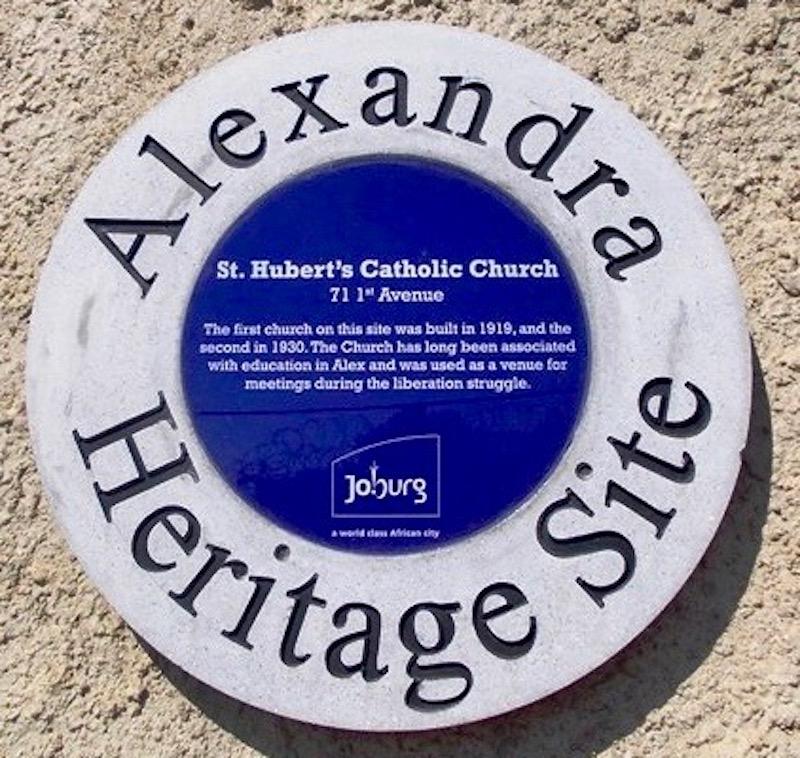 Alexandra
St. Hubert's Catholic Church
71 1st Avenue
The first church on this site was built in 1919, and the
second in 1930. The Church has long been associated
with education in Alex and was used as a venue for
meetings during the liberation struggle.
Joburg
a world class African city
Heritage Site